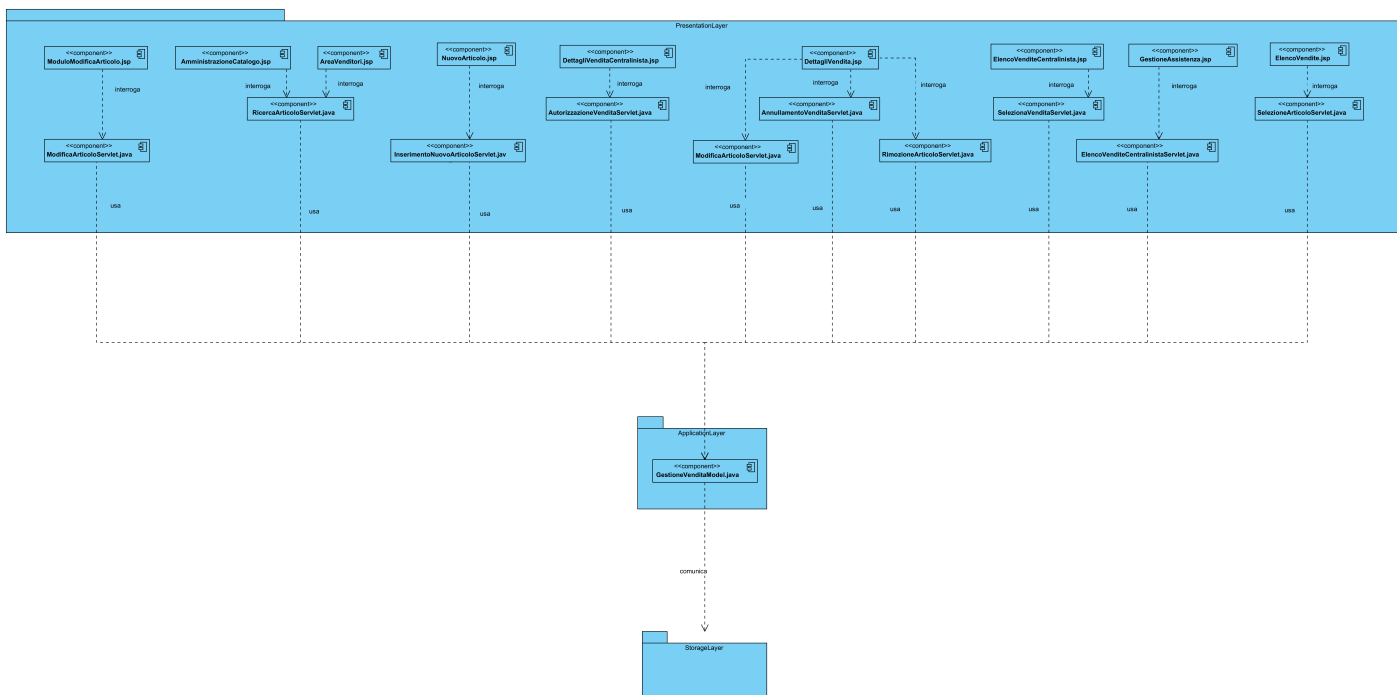 PresentationLayer
<<component>>
ModuloModificaArticolo.jsp
<<component>>
AmministrazioneCatalogo.jsp
<<component>>
AreaVenditori.jsp
<<component>>
NuovoArticolo.jsp
<<component>>
DettagliVenditaCentralinista.jsp
<<component>>
DettagliVendita.jsp
<<component>>
ElencoVenditeCentralinista.jsp
<<component>>
GestioneAssistenza.jsp
<<component>>
ElencoVendite.jsp
interroga
interroga
interroga
interroga
interroga
interroga
interroga
interroga
interroga
interroga
interroga
<<component>>
RicercaArticoloServlet.java
<<component>>
AutorizzazioneVenditaServlet.java
<<component>>
AnnullamentoVenditaServlet.java
<<component>>
SelezionaVenditaServlet.java
<<component>>
SelezioneArticoloServlet.java
<<component>>
ModificaArticoloServlet.java
<<component>>
InserimentoNuovoArticoloServlet.jav
<<component>>
ModificaArticoloServlet.java
<<component>>
RimozioneArticoloServlet.java
<<component>>
ElencoVenditeCentralinistaServlet.java
usa
usa
usa
usa
usa
usa
usa
usa
usa
usa
ApplicationLayer
<<component>>
GestioneVenditaModel.java
comunica
StorageLayer